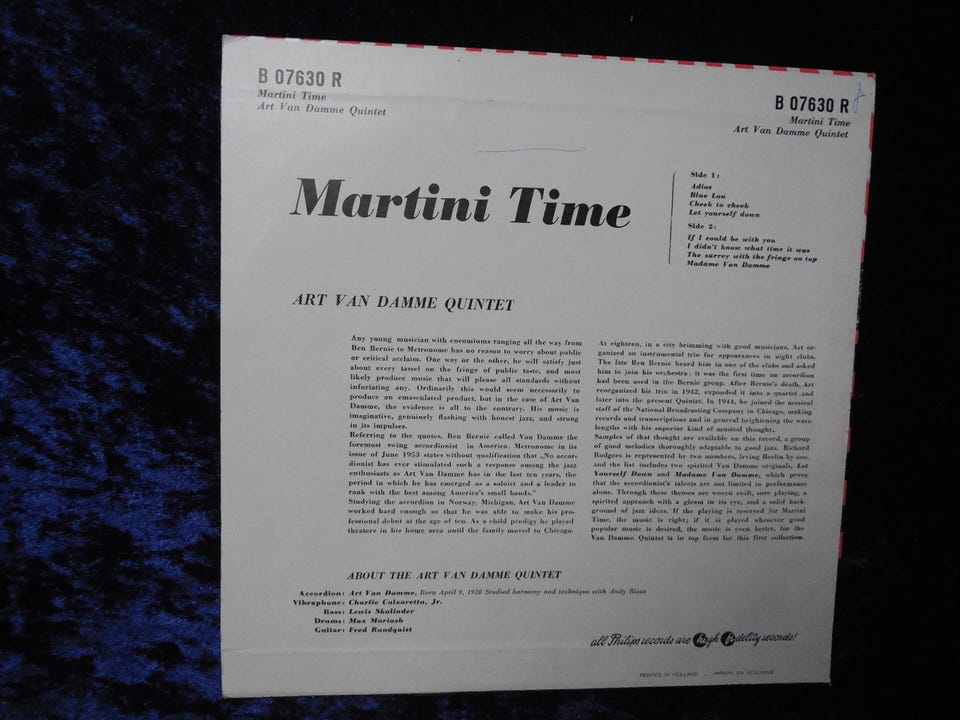 B 07630 R
Martini Time
Art Van Damme Quintet
B 07630 R
Martini Time
Art Van Damme Quintet
Martini Time
Side 1:
Adios
Blue Lou
Cheek to cheek
Let yourself down
Side 2:
If I could be with you
I didn't know what time it was
The surrey with the fringe on top
Madame Van Damme
ART VAN DAMME QUINTET
Any young musician with encomiums ranging all the way from
Ben Bernie to Metronome has no reason to worry about public
or critical acclaim. One way or the other, he will satisfy just
about every tassel on the fringe of public taste, and most
likely produce music that will please all standards without
infuriating any. Ordinarily this would seem necessarily to
produce an emasculated product, but in the case of Art Van
Damme, the evidence is all to the contrary. His music is
imaginative, genuinely flashing with honest jazz, and strong
in its impulses.
Referring to the quotes, Ben Bernie called Van Damme the
foremost swing accordionist in America. Metronome in its
issue of June 1953 states without qualification that „No accor-
dionist has ever stimulated such a response among the jazz
enthusiasts as Art Van Damme has in the last ten years, the
period in which he has emerged as a soloist and a leader to
rank with the best among America's small bands."
Studying the accordion in Norway, Michigan, Art Van Damme
worked hard enough so that he was able to make his pro-
fessional debut at the age of ten. As a child prodigy he played
theaters in his home area until the family moved to Chicago.
At eighteen, in a city brimming with good musicians, Art or-
ganized an instrumental trio for appearances in night clubs.
The late Ben Bernie heard him in one of the clubs and asked
him to join his orchestra: it was the first time an accordion
had been used in the Bernie group. After Bernie's death, Art
reorganized his trio in 1942, expanded it into a quartet and
later into the present Quintet. In 1944, he joined the musical
staff of the National Broadcasting Company in Chicago, making
records and transcriptions and in general brightening the wave
lengths with his superior kind of musical thought.
Samples of that thought are available on this record, a group
of good melodies thoroughly adaptable to good jazz. Richard
Rodgers is represented by two numbers, Irving Berlin by one,
and the list includes two spirited Van Damme originals, Let
Yourself Down and Madame Van Damme, which prove
that the accordionist's talents are not limited to performance
alone. Through these themes are woven swift, sure playing, a
spirited approach with a gleam in its eye, and a solid back-
ground of jazz ideas. If the playing is reserved for Martini
Time, the music is right; if it is played whenever good
popular music is desired, the music is even better, for the
Van Damme Quintet is in top form for this first collection.
ABOUT THE ART VAN DAMME QUINTET
Accordion: Art Van Damme, Born April 9, 1920 Studied harmony and technique with Andy Rizzo
Vibraphone: Charlie Calzaretta, Jr.
Bass: Lewis Skalinder
Drums: Max Mariash
Guitar: Fred Rundquist
all Philips records are high fidelity records!
PRINTED IN HOLLAND - IMPRIMÉ EN HOLLANDE